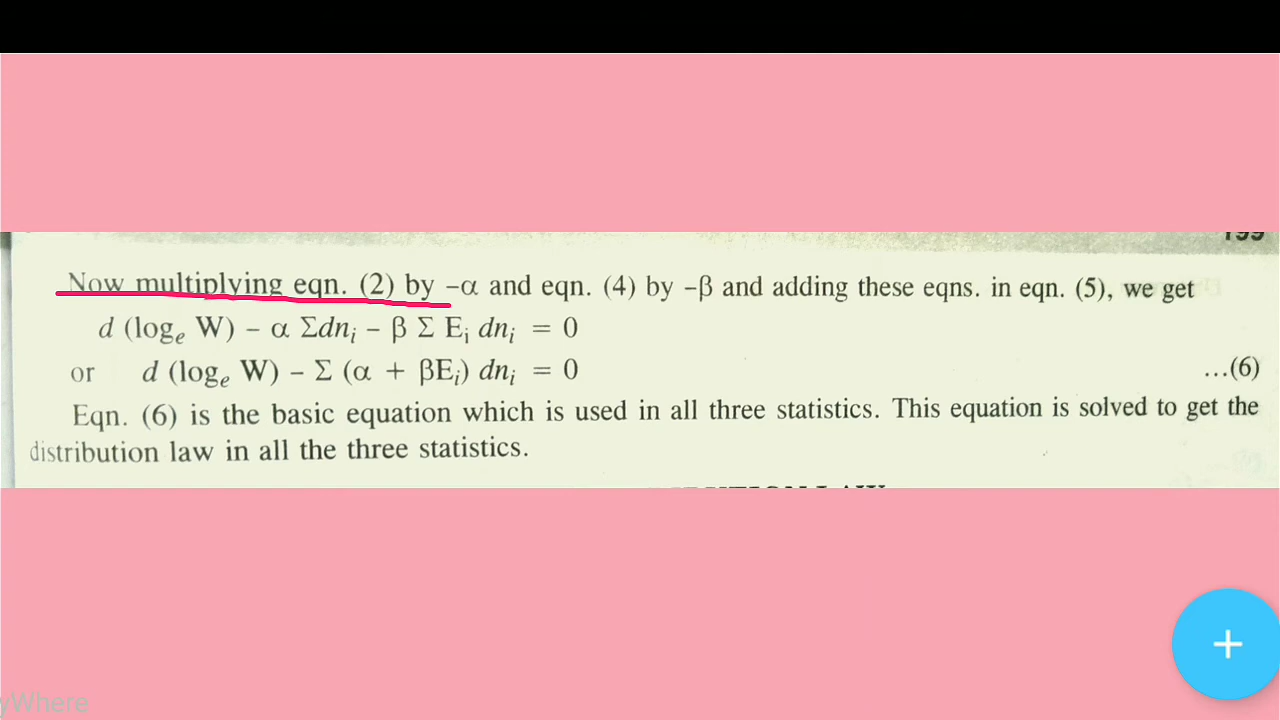 199
Now multiplying eqn. (2) by −α and eqn. (4) by −β and adding these eqns. in eqn. (5), we get
d (logₑ W) − α Σdnᵢ − β Σ Eᵢ dnᵢ = 0
or d (logₑ W) − Σ (α + βEᵢ) dnᵢ = 0 ...(6)
Eqn. (6) is the basic equation which is used in all three statistics. This equation is solved to get the
distribution law in all the three statistics.
yWhere